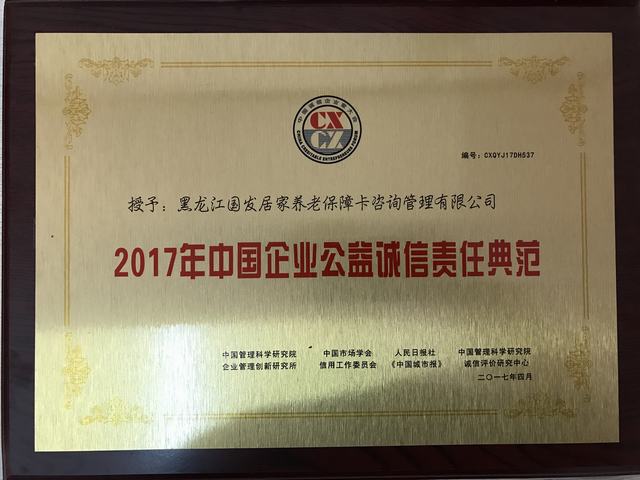 CX
CZ
编号:CXQYJ17DH537
授予:黑龙江国发居家养老保障卡咨询管理有限公司
2017年中国企业公益诚信责任典范
中国管理科学研究院 中国市场学会 人民日报社 中国管理科学研究院
企业管理创新研究所 信用工作委员会 《中国城市报》 诚信评价研究中心
二〇一七年四月